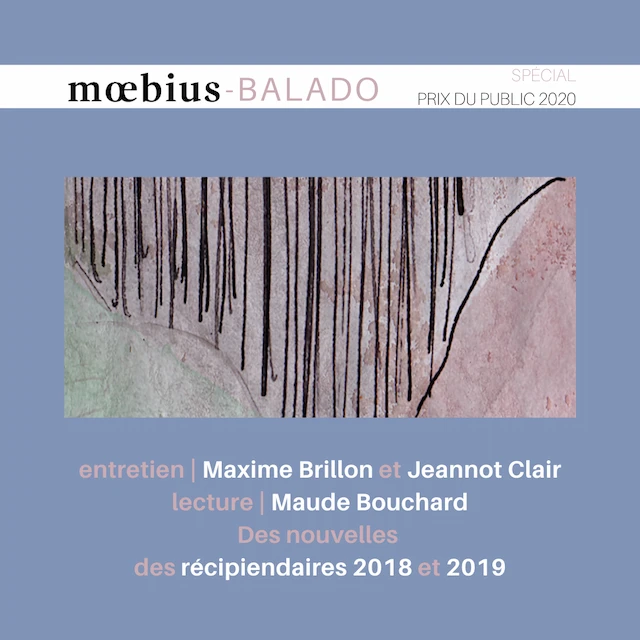 SPÉCIAL
mœbius-BALADO
PRIX DU PUBLIC 2020
entretien | Maxime Brillon et Jeannot Clair
lecture | Maude Bouchard
Des nouvelles
des récipiendaires 2018 et 2019